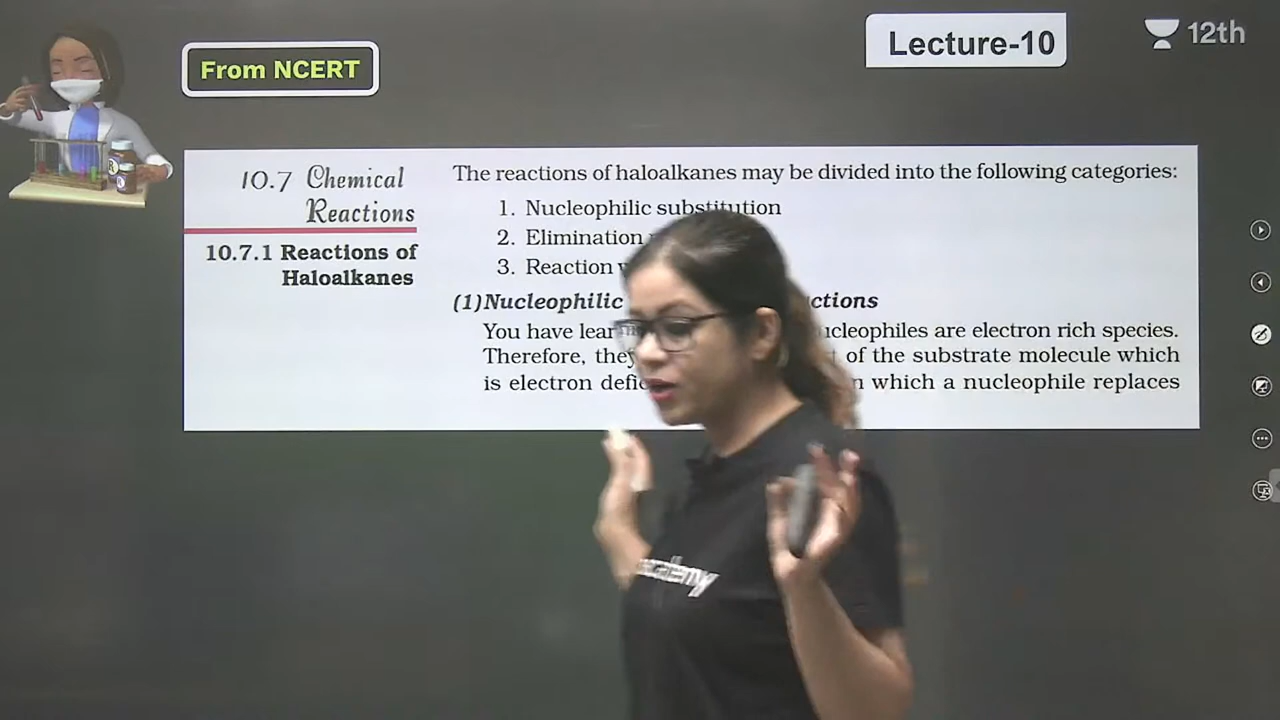 From NCERT
Lecture-10
12th
10.7 Chemical
Reactions
10.7.1 Reactions of
Haloalkanes
The reactions of haloalkanes may be divided into the following categories:
1. Nucleophilic substitution
2. Elimination
3. Reaction
(1) Nucleophilic ctions
You have lear ucleophiles are electron rich species.
Therefore, they of the substrate molecule which
is electron defic which a nucleophile replaces
cademy